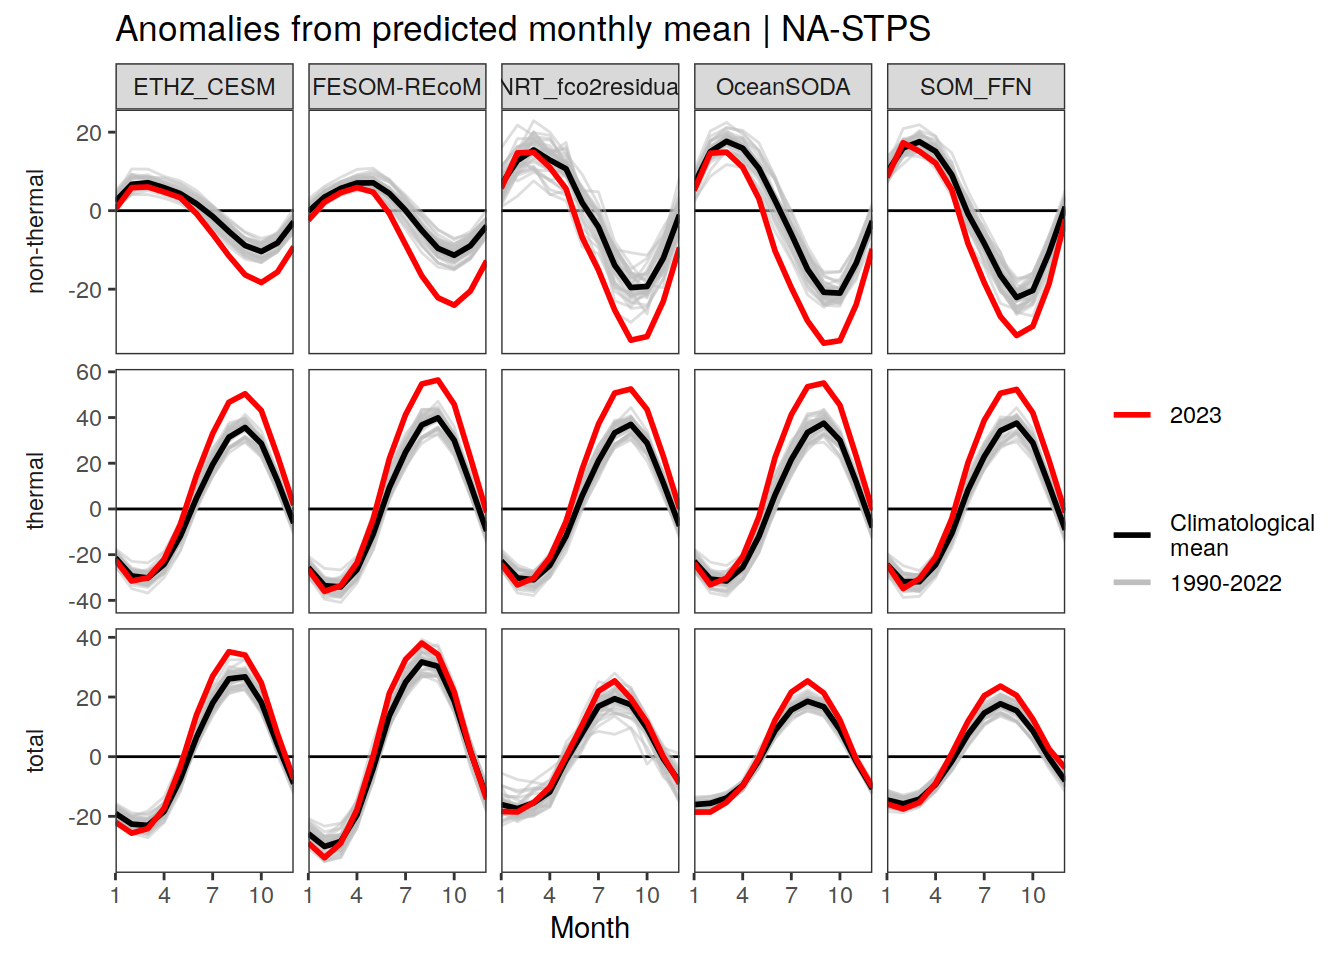 Anomalies from predicted monthly mean | NA-STPS
ETHZ_CESM FESOM-REcoM NRT_fco2residua OceanSODA SOM_FFN
non-thermal
20
0
-20
thermal
60
40
20
0
-20
-40
total
40
20
0
-20
1 4 7 10 1 4 7 10 1 4 7 10 1 4 7 10 1 4 7 10
Month
2023
Climatological
mean
1990-2022